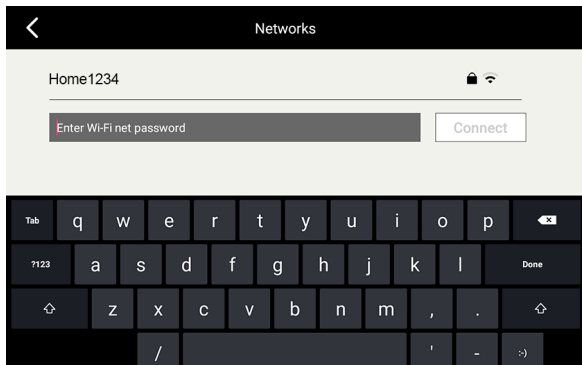 Networks
Home1234
Enter Wi-Fi net password
Connect
Tab q w e r t y u i o p
?123 a s d f g h j k l Done
z x c v b n m , .
/ ' - :-)